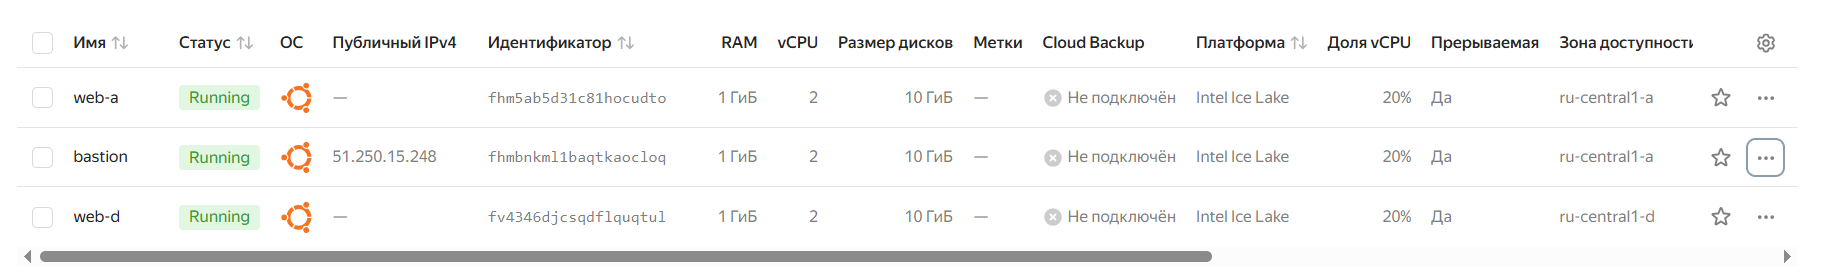 Имя Статус ОС Публичный IPv4 Идентификатор RAM vCPU Размер дисков Метки Cloud Backup Платформа Доля vCPU Прерываемая Зона доступности
web-a Running — fhm5ab5d31c81hocudto 1 ГиБ 2 10 ГиБ — Не подключён Intel Ice Lake 20% Да ru-central1-a
bastion Running 51.250.15.248 fhmbnkml1baqtkaocloq 1 ГиБ 2 10 ГиБ — Не подключён Intel Ice Lake 20% Да ru-central1-a
web-d Running — fv4346djcsqdflquqtul 1 ГиБ 2 10 ГиБ — Не подключён Intel Ice Lake 20% Да ru-central1-d